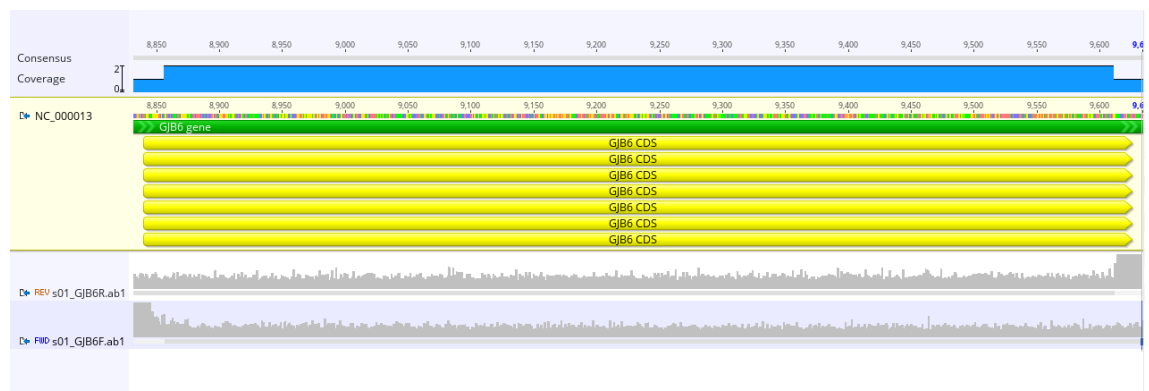 8,850 8,900 8,950 9,000 9,050 9,100 9,150 9,200 9,250 9,300 9,350 9,400 9,450 9,500 9,550 9,600 9,6
Consensus
Coverage
2
0
8,850 8,900 8,950 9,000 9,050 9,100 9,150 9,200 9,250 9,300 9,350 9,400 9,450 9,500 9,550 9,600 9,6
NC_000013
GJB6 gene
GJB6 CDS
GJB6 CDS
GJB6 CDS
GJB6 CDS
GJB6 CDS
GJB6 CDS
GJB6 CDS
REV s01_GJB6R.ab1
FWD s01_GJB6F.ab1